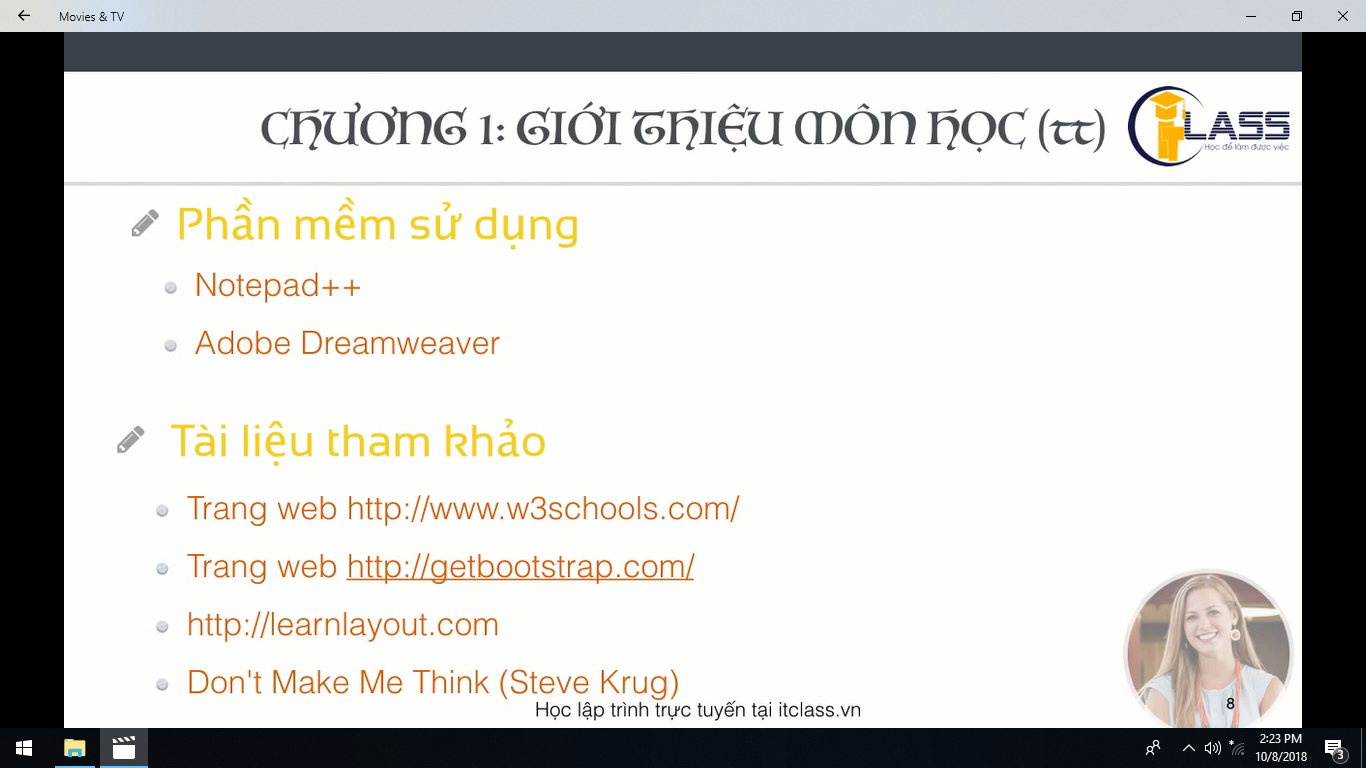 Movies & TV
CHƯƠNG 1: GIỚI THIỆU MÔN HỌC (tt)
LASS
Học để làm được việc
Phần mềm sử dụng
Notepad++
Adobe Dreamweaver
Tài liệu tham khảo
Trang web http://www.w3schools.com/
Trang web http://getbootstrap.com/
http://learnlayout.com
Don't Make Me Think (Steve Krug)
8
Học lập trình trực tuyến tại itclass.vn
2:23 PM
10/8/2018
3